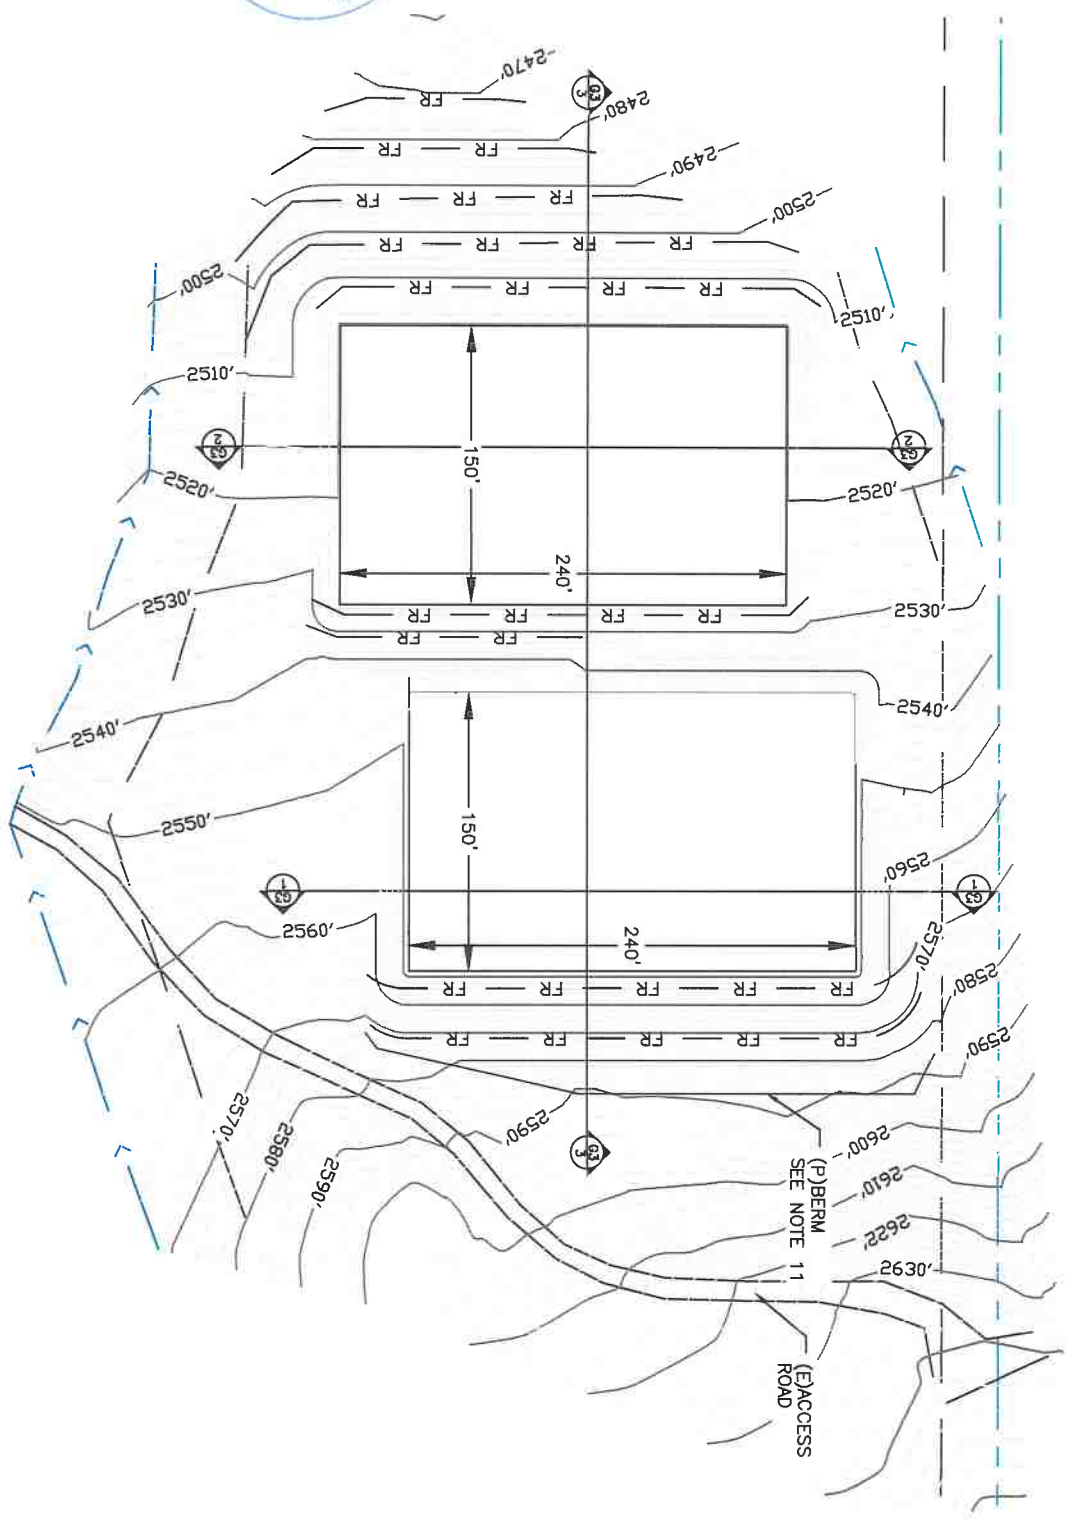 -2470'
FR
G3
3
2480'
FR FR
-2490'
FR FR FR
-2500'
FR FR FR FR
2500'
FR FR FR FR
2510'
2510'
2
G3
2
G3
150'
2520'
2520'
240'
2530'
2530'
FR FR FR FR
FR FR
2540'
2540'
2550'
150'
2560'
1
G3
1
G3
2560'
240'
2570'
2580'
FR FR FR FR FR
FR FR FR FR FR
2590'
2570'
2580'
2590'
2590'
G3
3
2600'
2610'
2622'
2630'
(P)BERM
SEE NOTE 11
(E)ACCESS
ROAD